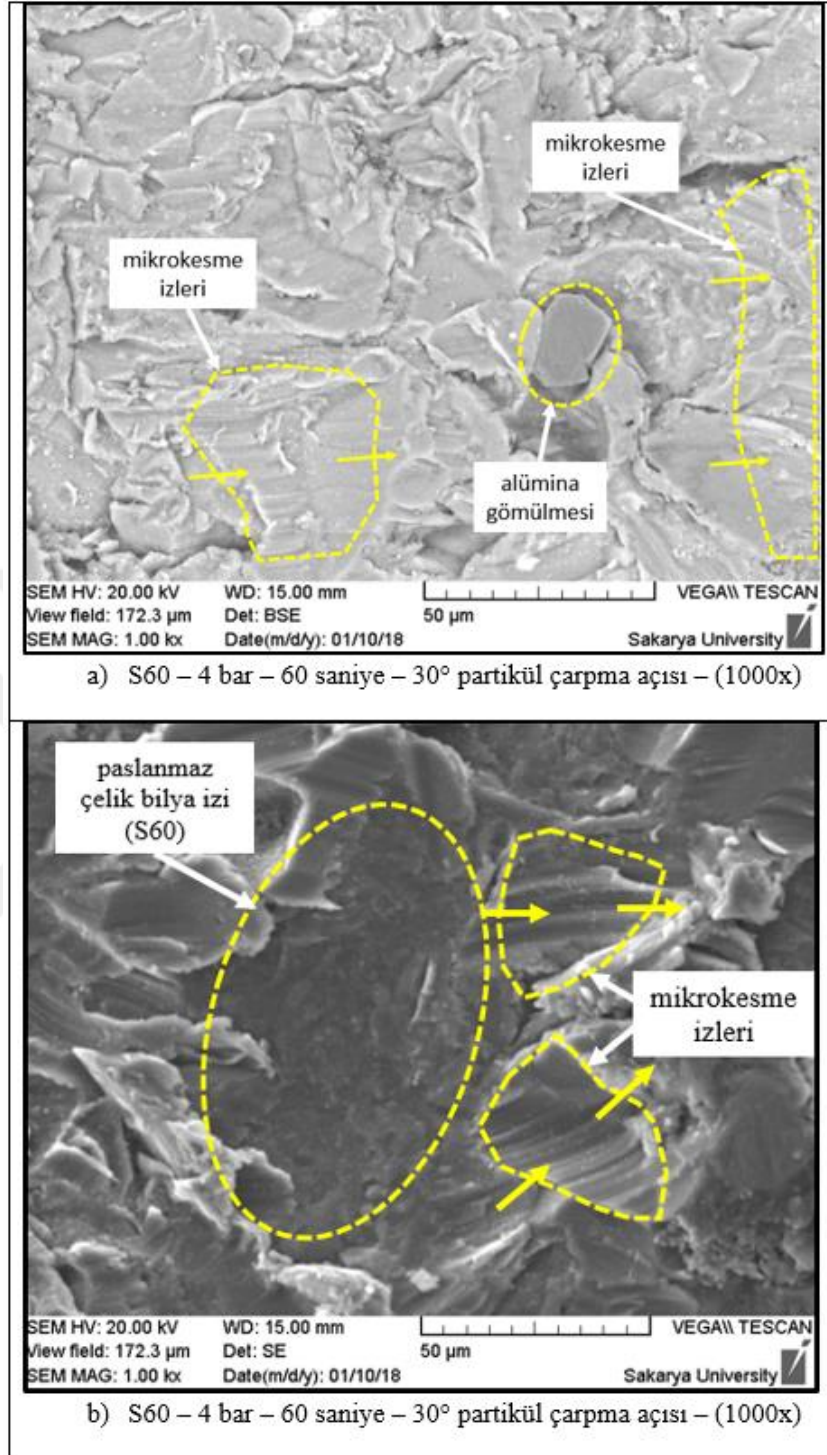 mikrokesme
izleri
mikrokesme
izleri
alümina
gömülmesi
SEM HV: 20.00 kV WD: 15.00 mm VEGA\\ TESCAN
View field: 172.3 µm Det: BSE 50 µm
SEM MAG: 1.00 kx Date(m/d/y): 01/10/18 Sakarya University
a) S60 – 4 bar – 60 saniye – 30° partikül çarpma açısı – (1000x)
paslanmaz
çelik bilya izi
(S60)
mikrokesme
izleri
SEM HV: 20.00 kV WD: 15.00 mm VEGA\\ TESCAN
View field: 172.3 µm Det: SE 50 µm
SEM MAG: 1.00 kx Date(m/d/y): 01/10/18 Sakarya University
b) S60 – 4 bar – 60 saniye – 30° partikül çarpma açısı – (1000x)